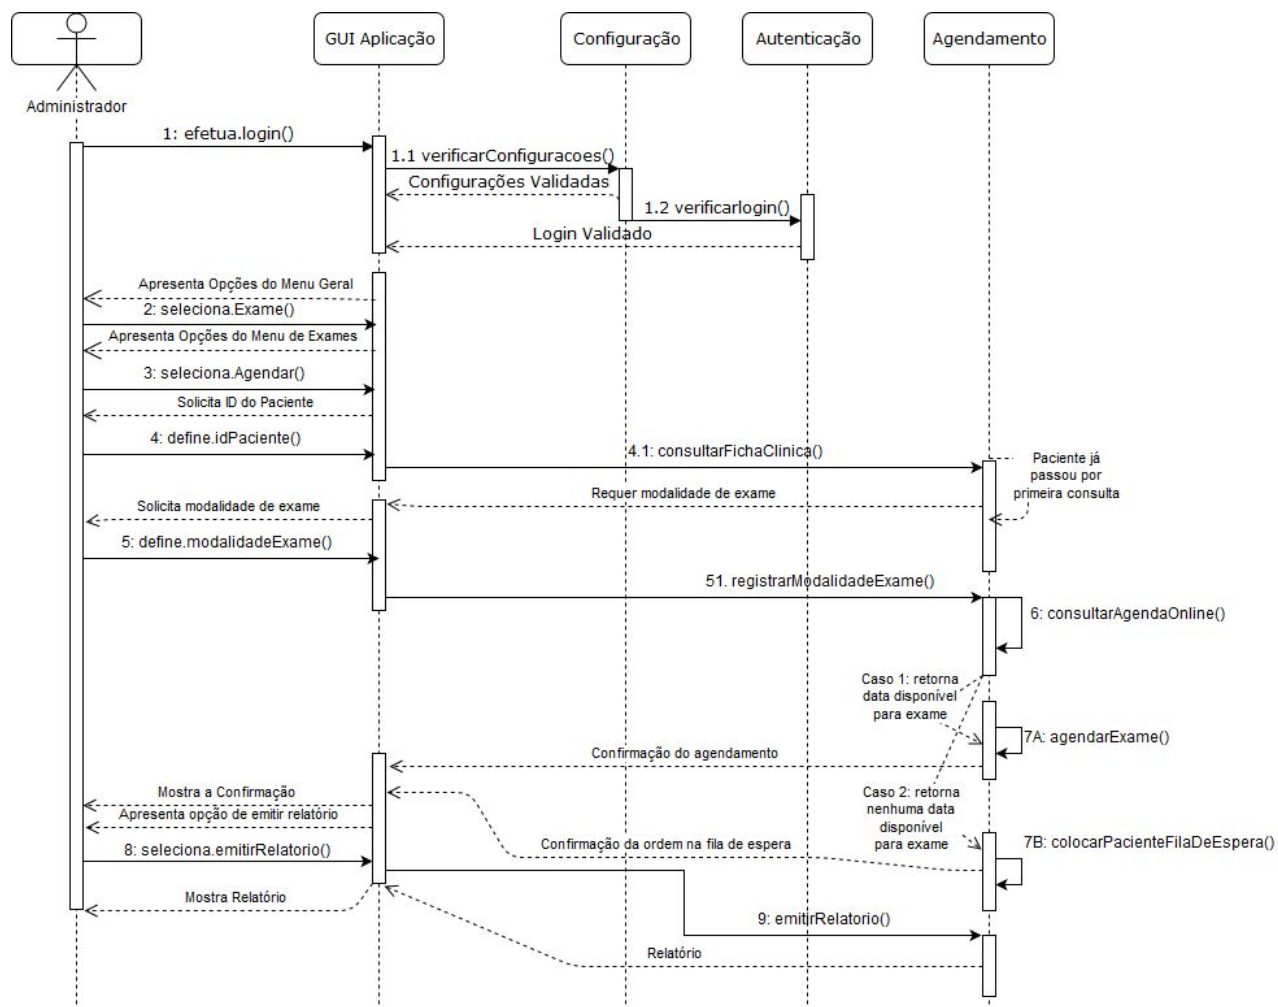 GUI Aplicação
Configuração
Autenticação
Agendamento
Administrador
1: efetua.login()
1.1 verificarConfiguracoes()
Configurações Validadas
1.2 verificarlogin()
Login Validado
Apresenta Opções do Menu Geral
2: seleciona.Exame()
Apresenta Opções do Menu de Exames
3: seleciona.Agendar()
Solicita ID do Paciente
4: define.idPaciente()
4.1: consultarFichaClinica()
Paciente já
passou por
primeira consulta
Requer modalidade de exame
Solicita modalidade de exame
5: define.modalidadeExame()
51. registrarModalidadeExame()
6: consultarAgendaOnline()
Caso 1: retorna
data disponível
para exame
7A: agendarExame()
Confirmação do agendamento
Mostra a Confirmação
Apresenta opção de emitir relatório
Caso 2: retorna
nenhuma data
disponível
para exame
8: seleciona.emitirRelatorio()
Confirmação da ordem na fila de espera
7B: colocarPacienteFilaDeEspera()
Mostra Relatório
9: emitirRelatorio()
Relatório